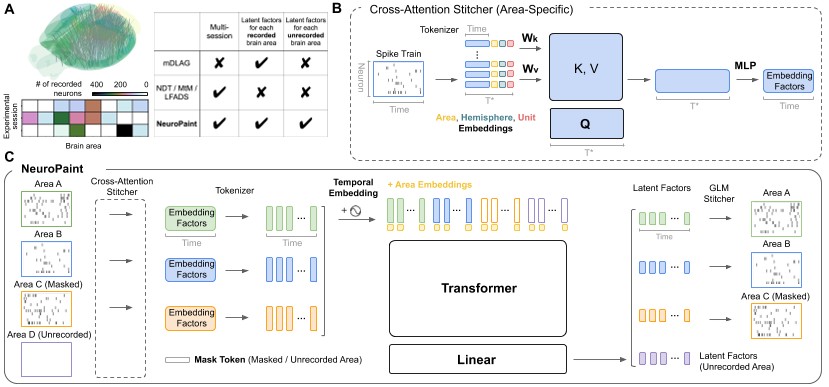 A
Multi-
session
Latent factors
for each
recorded
brain area
Latent factors
for each
unrecorded
brain area
mDLAG ✘ ✔ ✘
NDT / MtM /
LFADS ✔ ✘ ✘
NeuroPaint ✔ ✔ ✔
# of recorded
neurons
400 200 0
Experimental
session
Brain area
B
Cross-Attention Stitcher (Area-Specific)
Tokenizer
Spike Train
Neuron
Time
Time
T*
Area, Hemisphere, Unit
Embeddings
Wk
Wv
K, V
Q
T*
T*
MLP
Embedding
Factors
Time
C
NeuroPaint
Area A
Area B
Area C (Masked)
Area D (Unrecorded)
Cross-Attention
Stitcher
Tokenizer
Embedding
Factors
Time
Time
Embedding
Factors
Embedding
Factors
Mask Token (Masked / Unrecorded Area)
Temporal
Embedding
+
+ Area Embeddings
Transformer
Linear
Latent Factors
Time
GLM
Stitcher
Area A
Area B
Area C (Masked)
Latent Factors
(Unrecorded Area)